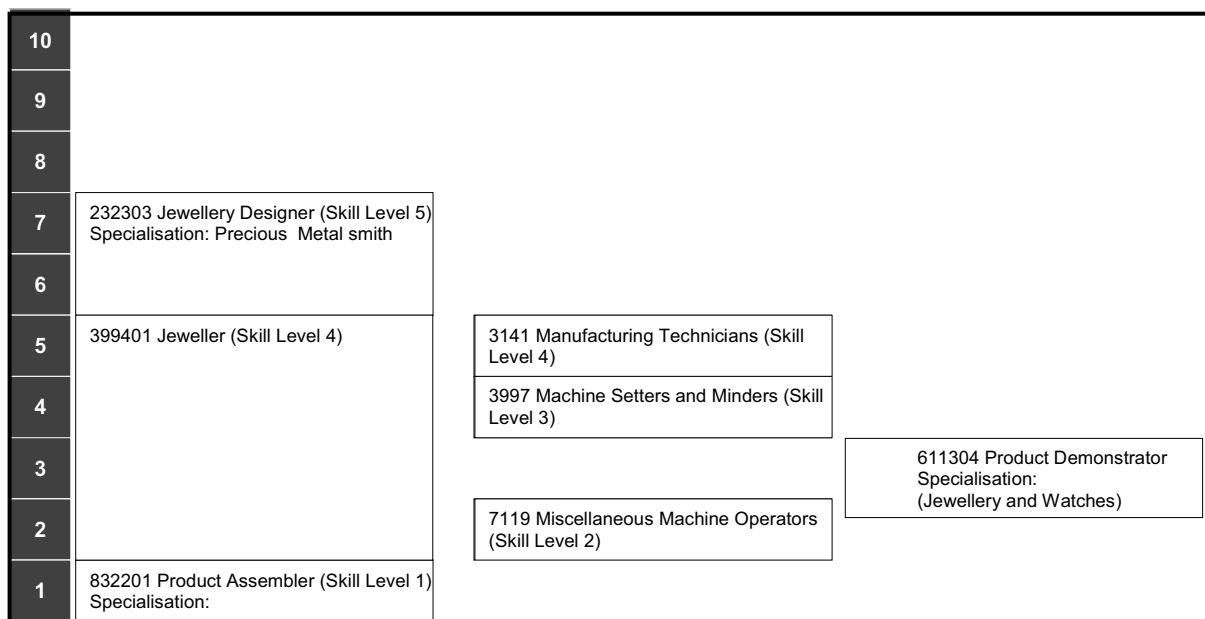 10
9
8
7
232303 Jewellery Designer (Skill Level 5)
Specialisation: Precious  Metal smith
6
5
399401 Jeweller (Skill Level 4)
3141 Manufacturing Technicians (Skill
Level 4)
4
3997 Machine Setters and Minders (Skill
Level 3)
3
611304 Product Demonstrator
Specialisation:
(Jewellery and Watches)
2
7119 Miscellaneous Machine Operators
(Skill Level 2)
1
832201 Product Assembler (Skill Level 1)
Specialisation: